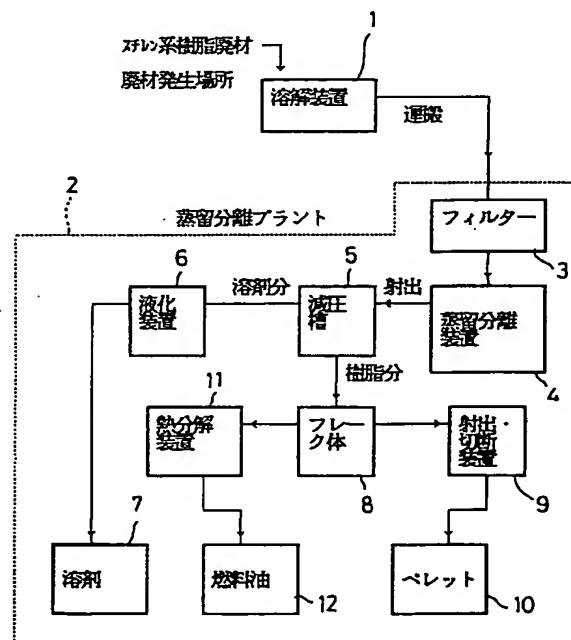 1
スチレン系樹脂廃材
廃材発生場所
溶解装置
運搬
2
蒸留分離プラント
フィルター
3
6
溶剤分
5
射出
液化
装置
減圧
槽
蒸留分離
装置
4
樹脂分
11
熱分解
装置
フレー
ク体
8
射出・
切断
装置
9
7
溶剤
燃料油
12
ペレット
10